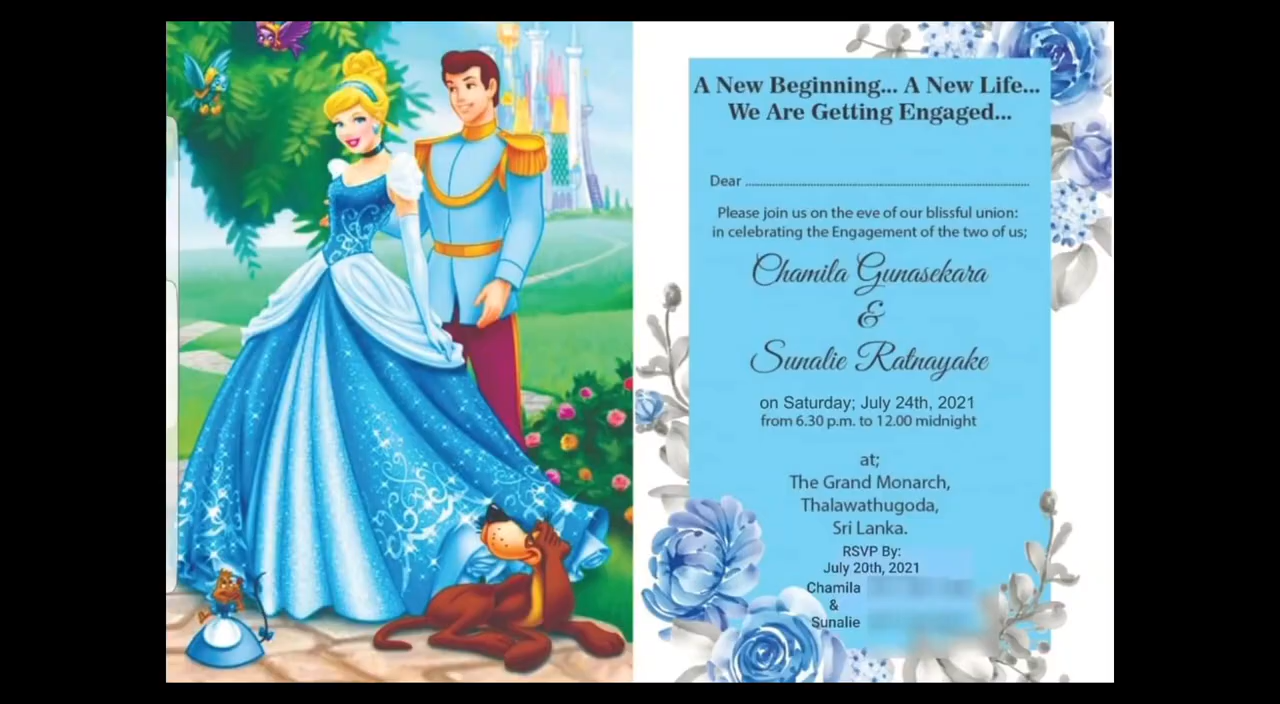 A New Beginning... A New Life...
We Are Getting Engaged...
Dear ..........................................................................................
Please join us on the eve of our blissful union:
in celebrating the Engagement of the two of us;
Chamila Gunasekara
&
Sunalie Ratnayake
on Saturday; July 24th, 2021
from 6.30 p.m. to 12.00 midnight
at;
The Grand Monarch,
Thalawathugoda,
Sri Lanka.
RSVP By:
July 20th, 2021
Chamila
&
Sunalie